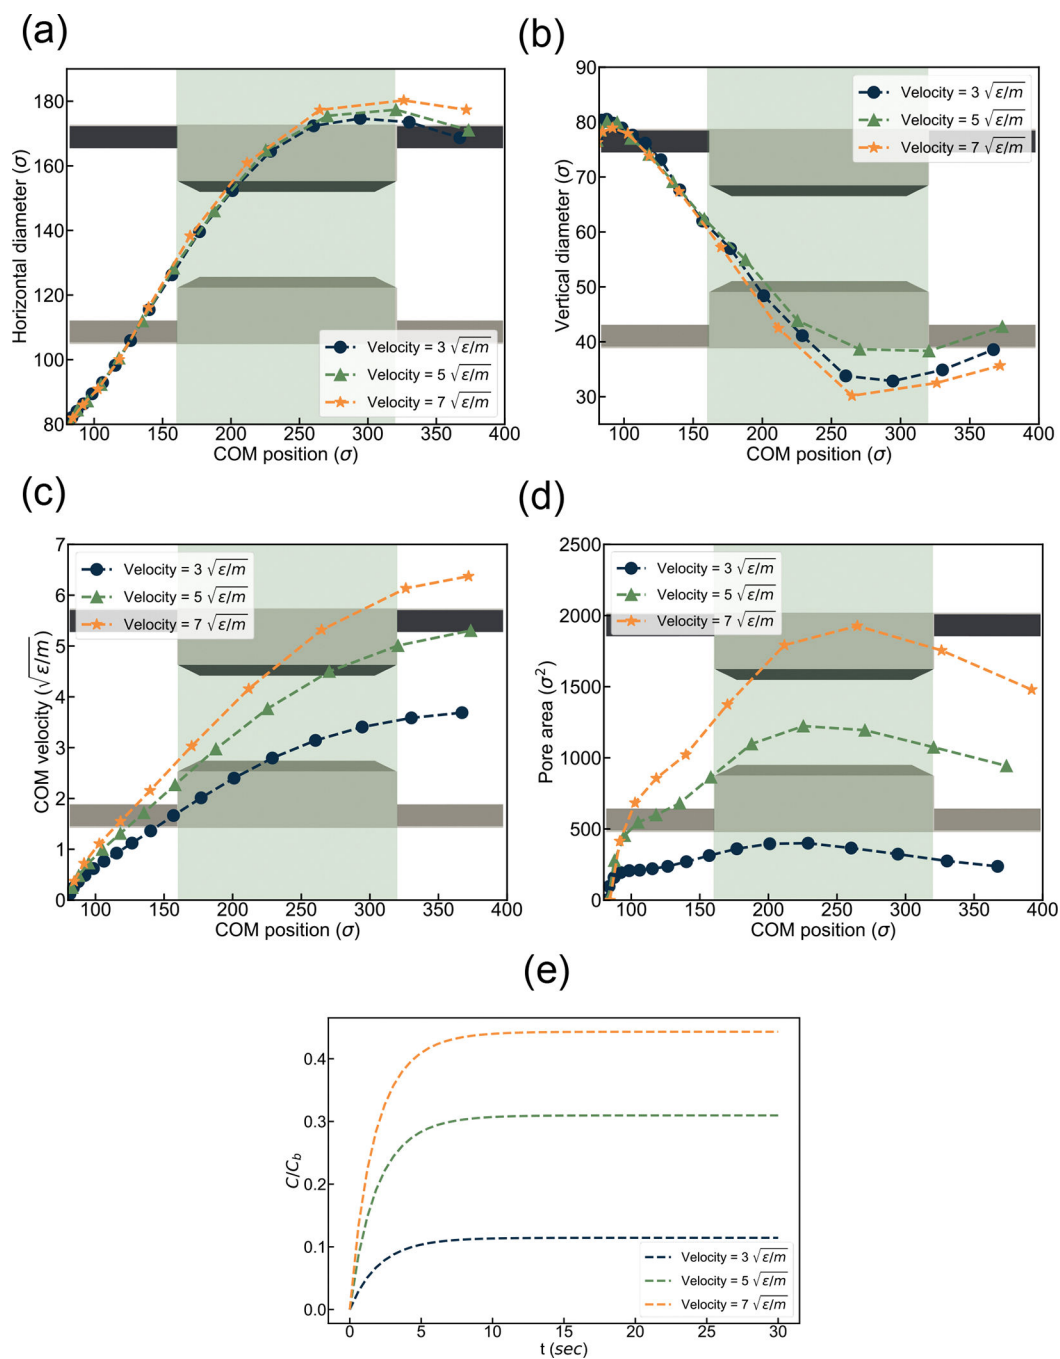 (a)
180
160
140
120
100
80
Horizontal diameter (σ)
100 150 200 250 300 350 400
COM position (σ)
Velocity = 3 √ε/m
Velocity = 5 √ε/m
Velocity = 7 √ε/m
(b)
90
80
70
60
50
40
30
Vertical diameter (σ)
100 150 200 250 300 350 400
COM position (σ)
Velocity = 3 √ε/m
Velocity = 5 √ε/m
Velocity = 7 √ε/m
(c)
7
6
5
4
3
2
1
0
COM velocity (√ε/m)
100 150 200 250 300 350 400
COM position (σ)
Velocity = 3 √ε/m
Velocity = 5 √ε/m
Velocity = 7 √ε/m
(d)
2500
2000
1500
1000
500
0
Pore area (σ²)
100 150 200 250 300 350 400
COM position (σ)
Velocity = 3 √ε/m
Velocity = 5 √ε/m
Velocity = 7 √ε/m
(e)
0.4
0.3
0.2
0.1
0.0
C/C_b
0 5 10 15 20 25 30
t (sec)
Velocity = 3 √ε/m
Velocity = 5 √ε/m
Velocity = 7 √ε/m